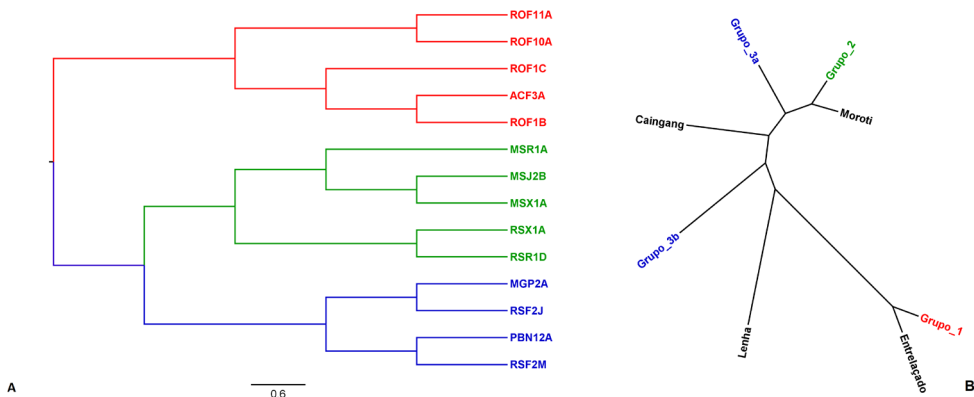 ROF11A
ROF10A
ROF1C
ACF3A
ROF1B
MSR1A
MSJ2B
MSX1A
RSX1A
RSR1D
MGP2A
RSF2J
PBN12A
RSF2M
A
0.6
Grupo_3a
Grupo_2
Moroti
Caingang
Grupo_3b
Lenha
Grupo_1
Entrelaçado
B